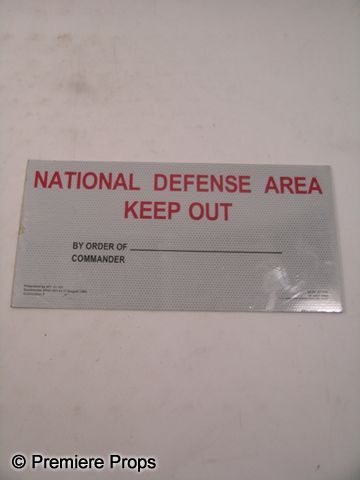 NATIONAL DEFENSE AREA
KEEP OUT
BY ORDER OF
COMMANDER
© Premiere Props